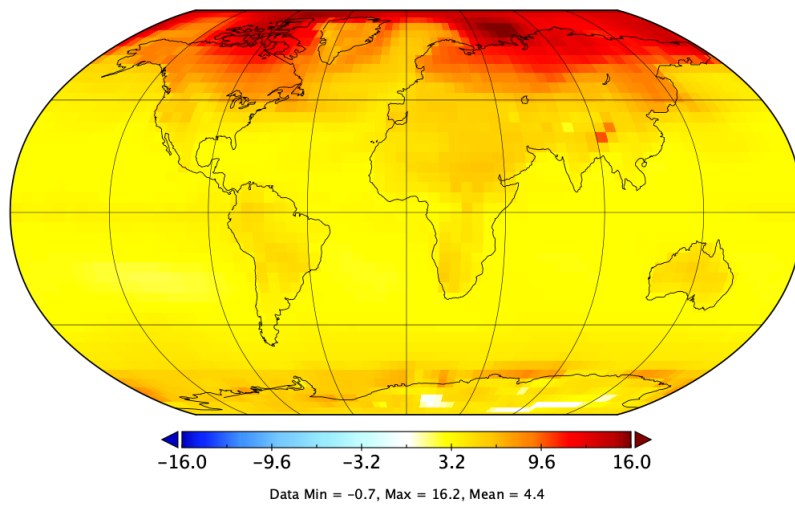 -16.0 -9.6 -3.2 3.2 9.6 16.0
Data Min = -0.7, Max = 16.2, Mean = 4.4